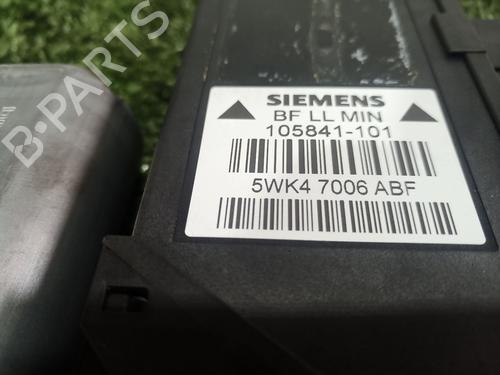 B-PARTS
SIEMENS
BF LL MIN
105841-101
5WK4 7006 ABF